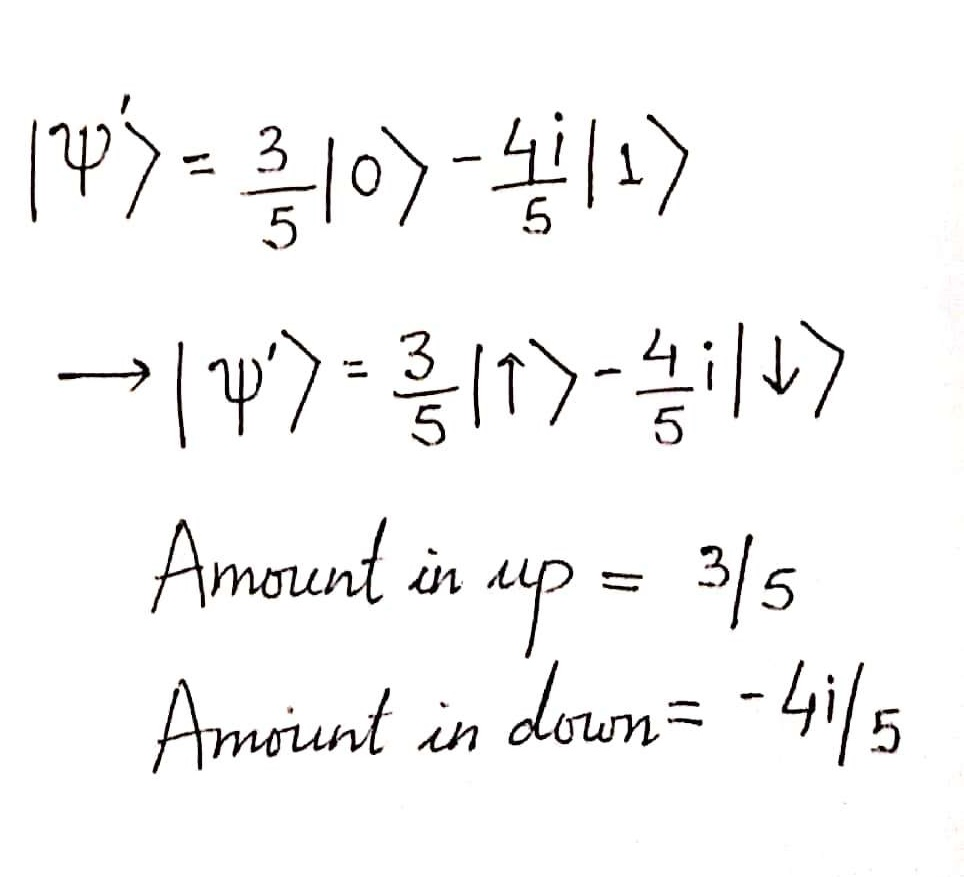 |ψ'⟩ = 3/5 |0⟩ - 4i/5 |1⟩
→ |ψ'⟩ = 3/5 |↑⟩ - 4/5 i |↓⟩
Amount in up = 3/5
Amount in down = - 4i/5